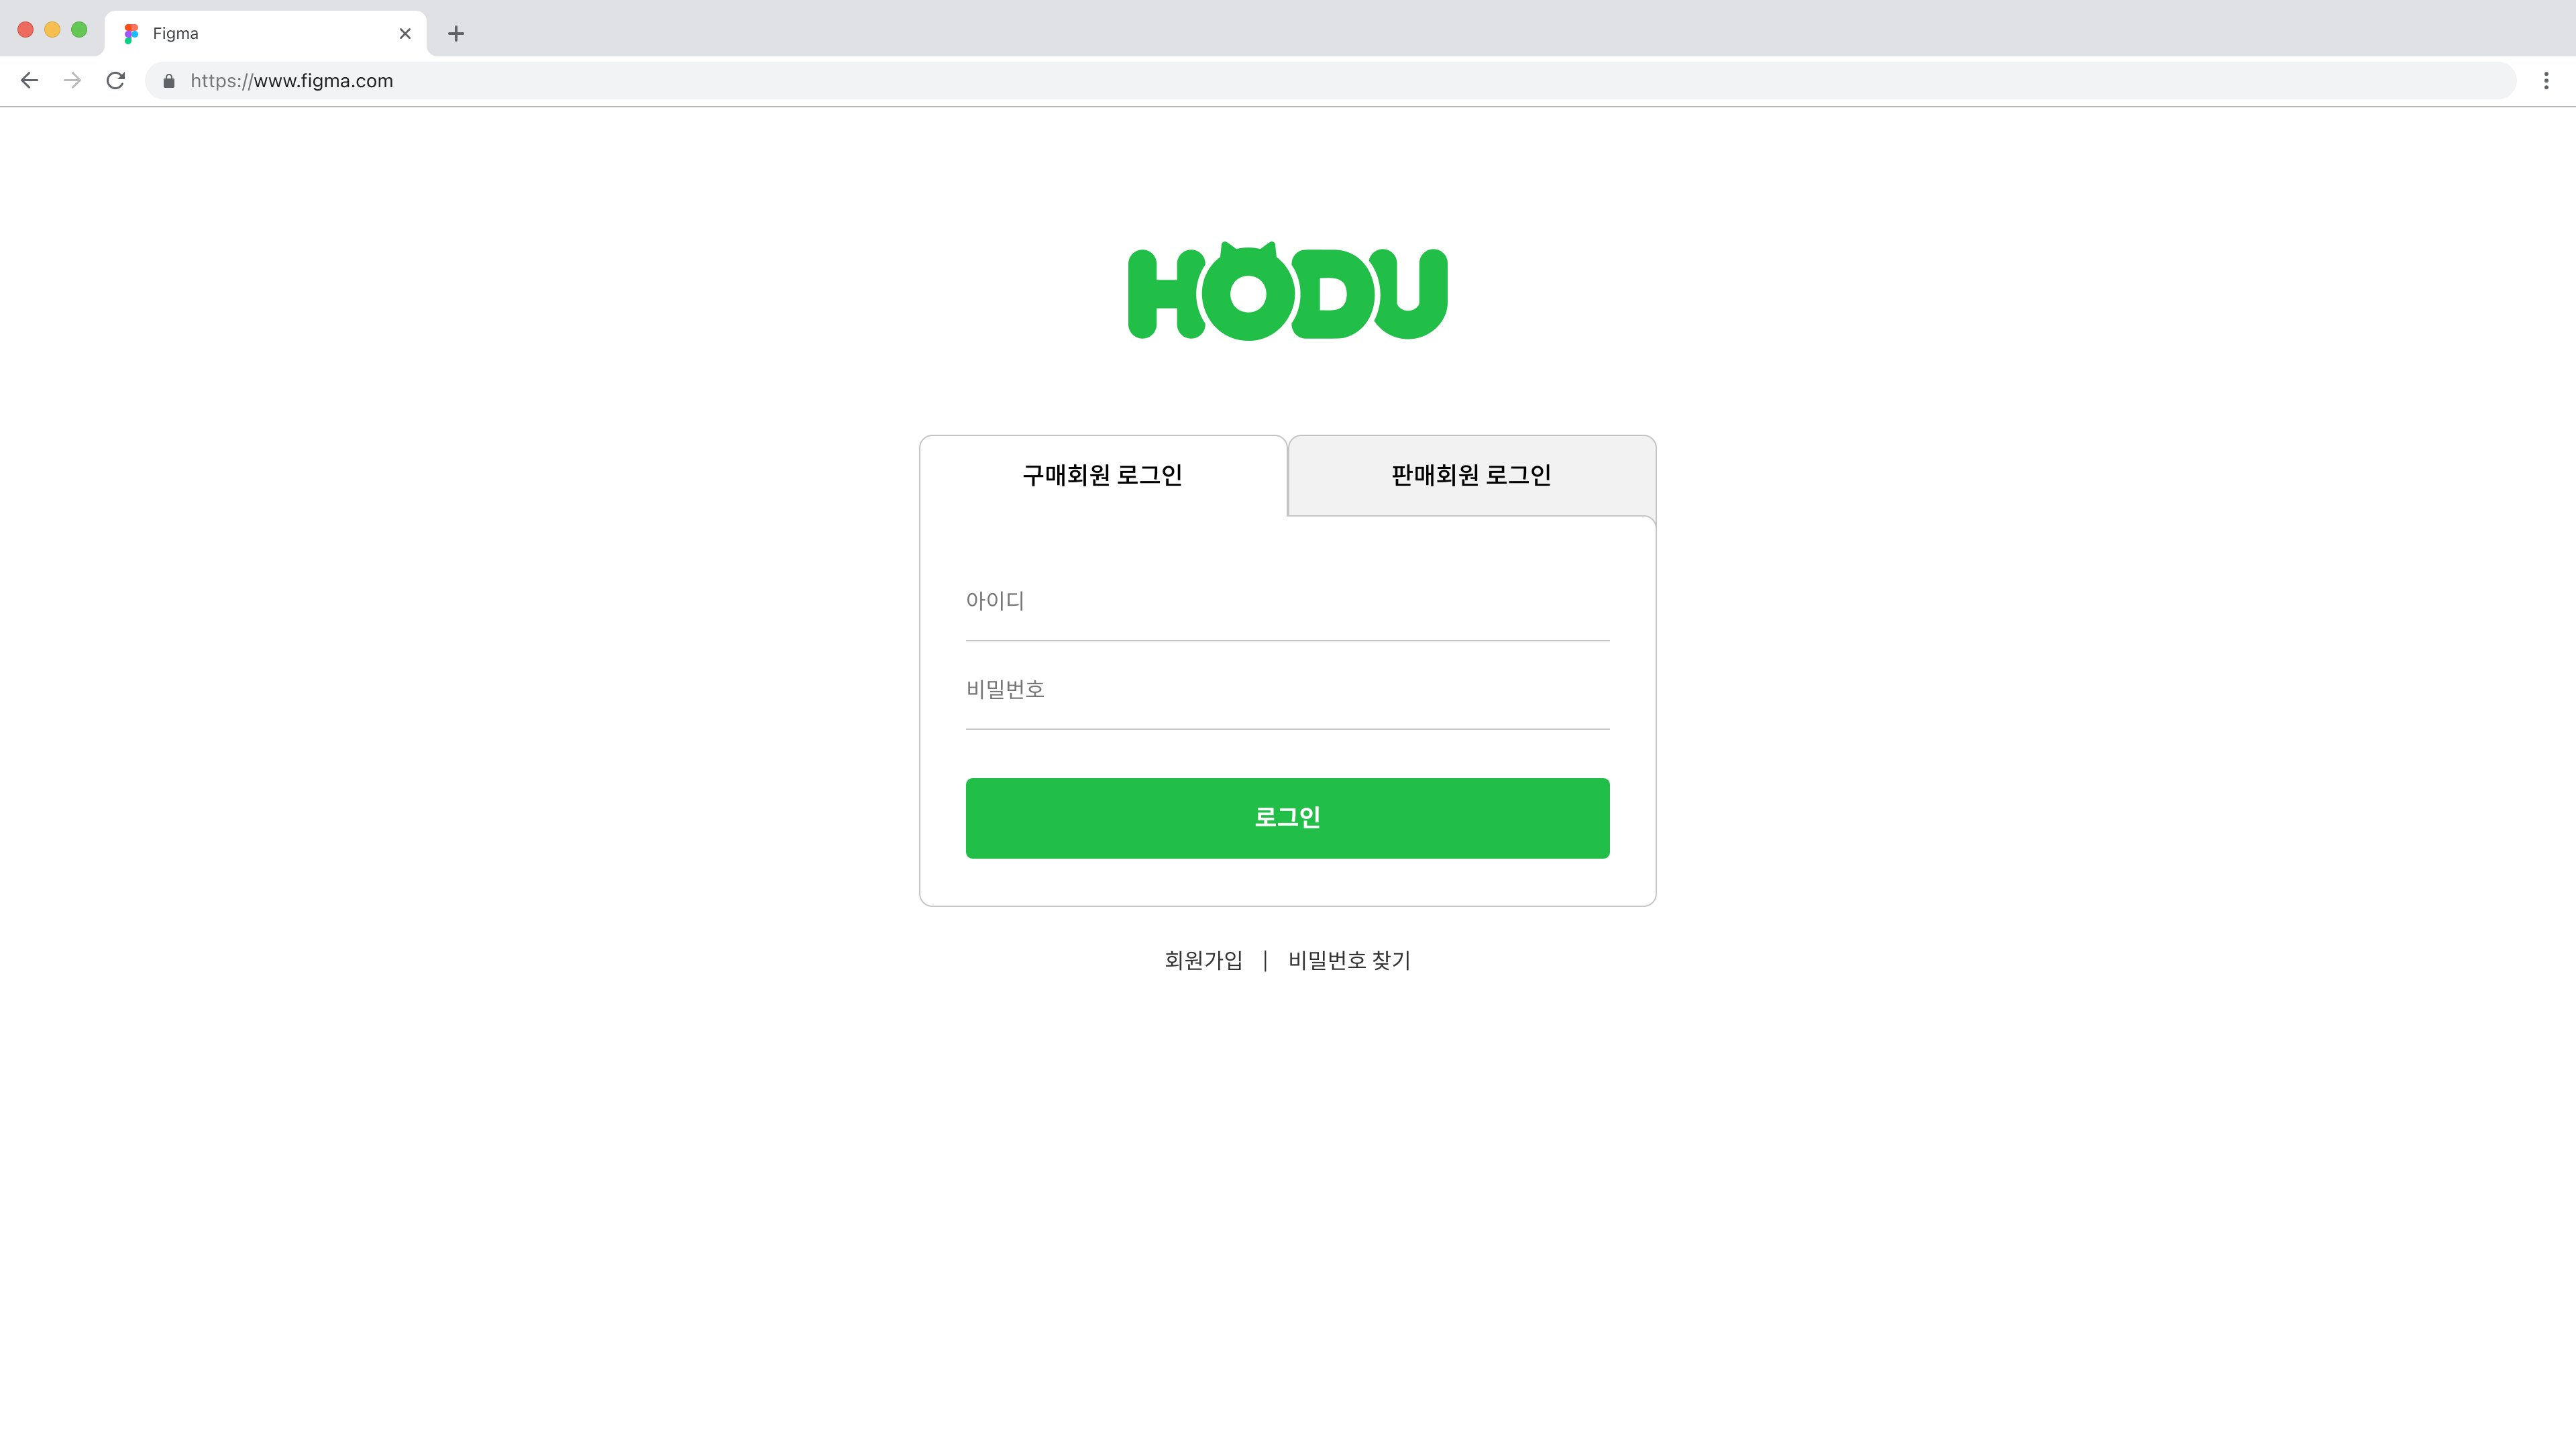 Figma
https://www.figma.com
HODU
구매회원 로그인
판매회원 로그인
아이디
비밀번호
로그인
회원가입 | 비밀번호 찾기